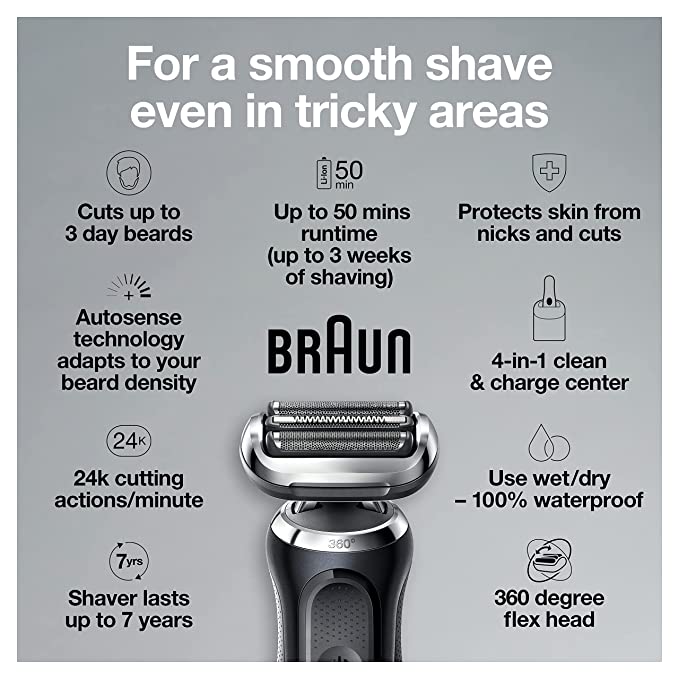 For a smooth shave
even in tricky areas
Cuts up to
3 day beards
Li-Ion
50
min
Up to 50 mins
runtime
(up to 3 weeks
of shaving)
Protects skin from
nicks and cuts
Autosense
technology
adapts to your
beard density
BRAUN
4-in-1 clean
& charge center
24K
24k cutting
actions/minute
Use wet/dry
– 100% waterproof
7yrs
Shaver lasts
up to 7 years
360°
360 degree
flex head